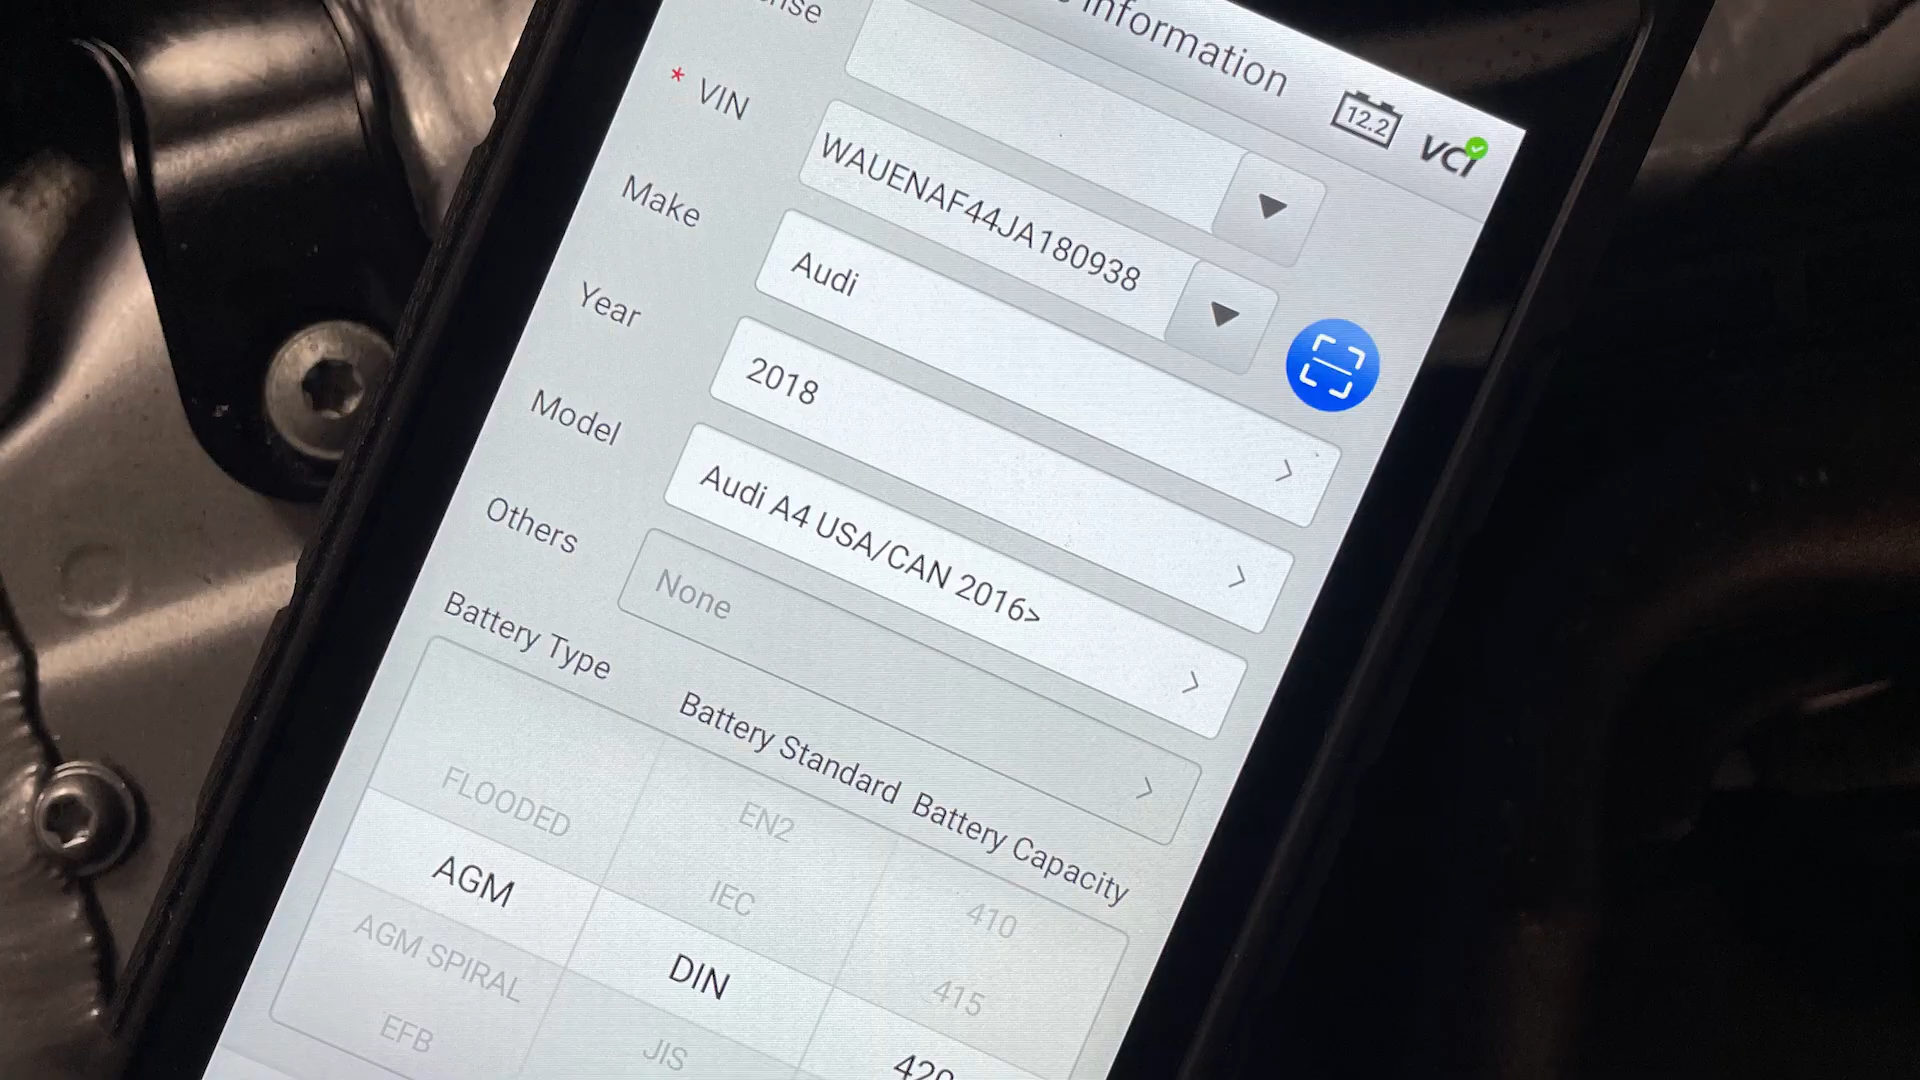 Information
12.2
VCI
* VIN
WAUENAF44JA180938
Make
Audi
Year
2018
Model
Audi A4 USA/CAN 2016>
Others
None
Battery Type
Battery Standard
Battery Capacity
FLOODED
EN2
410
AGM
IEC
415
AGM SPIRAL
DIN
420
EFB
JIS